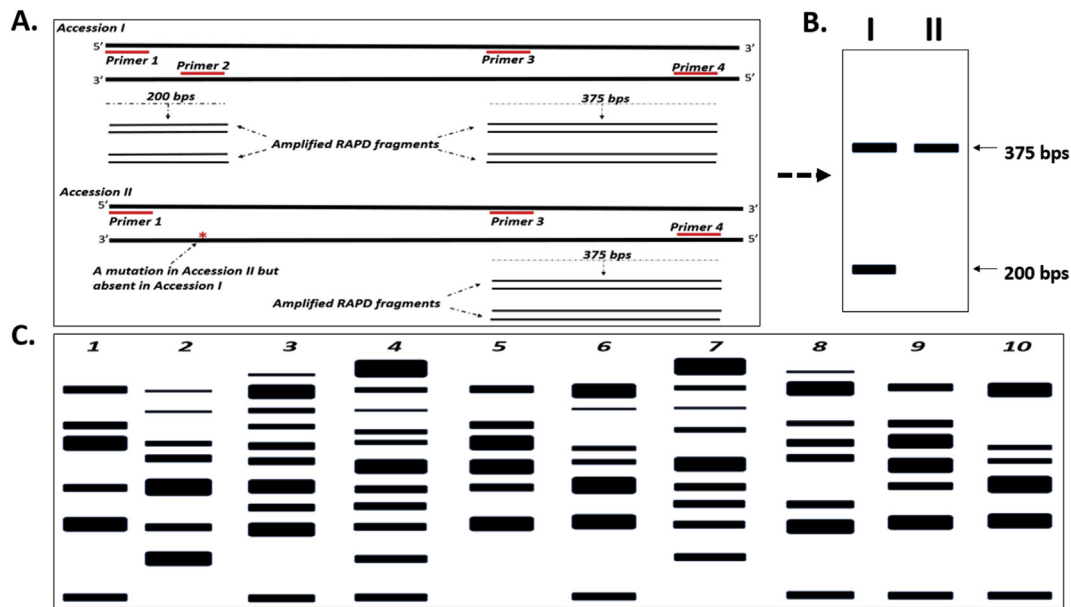 A.
Accession I
5′ 3′
Primer 1 Primer 3
Primer 2 Primer 4
3′ 5′
200 bps 375 bps
Amplified RAPD fragments
Accession II
5′ 3′
Primer 1 Primer 3
Primer 4
3′ * 5′
375 bps
A mutation in Accession II but
absent in Accession I
Amplified RAPD fragments
B.
I II
375 bps
200 bps
C.
1 2 3 4 5 6 7 8 9 10